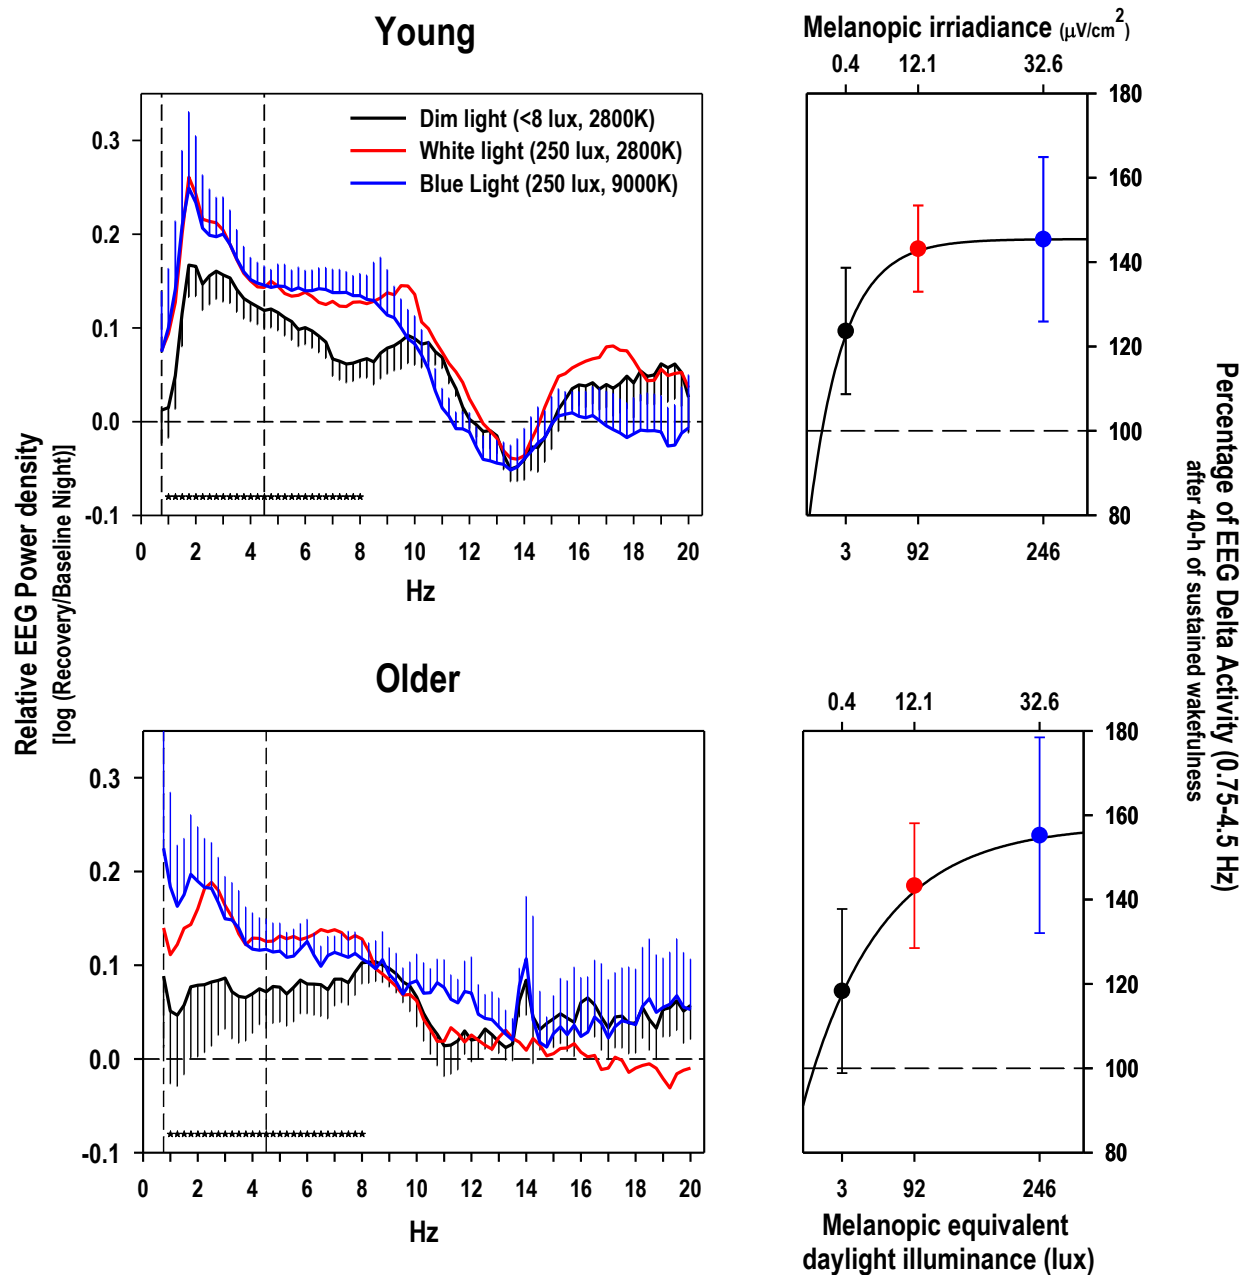 Young
Melanopic irriadiance (μV/cm2)
0.4 12.1 32.6
0.3
0.2
0.1
0.0
-0.1
Dim light (<8 lux, 2800K)
White light (250 lux, 2800K)
Blue Light (250 lux, 9000K)
180
160
140
120
100
80
0 2 4 6 8 10 12 14 16 18 20
Hz
3 92 246
Relative EEG Power density
[log (Recovery/Baseline Night)]
Percentage of EEG Delta Activity (0.75-4.5 Hz)
after 40-h of sustained wakefulness
Older
0.4 12.1 32.6
0.3
0.2
0.1
0.0
-0.1
180
160
140
120
100
80
0 2 4 6 8 10 12 14 16 18 20
Hz
3 92 246
Melanopic equivalent
daylight illuminance (lux)